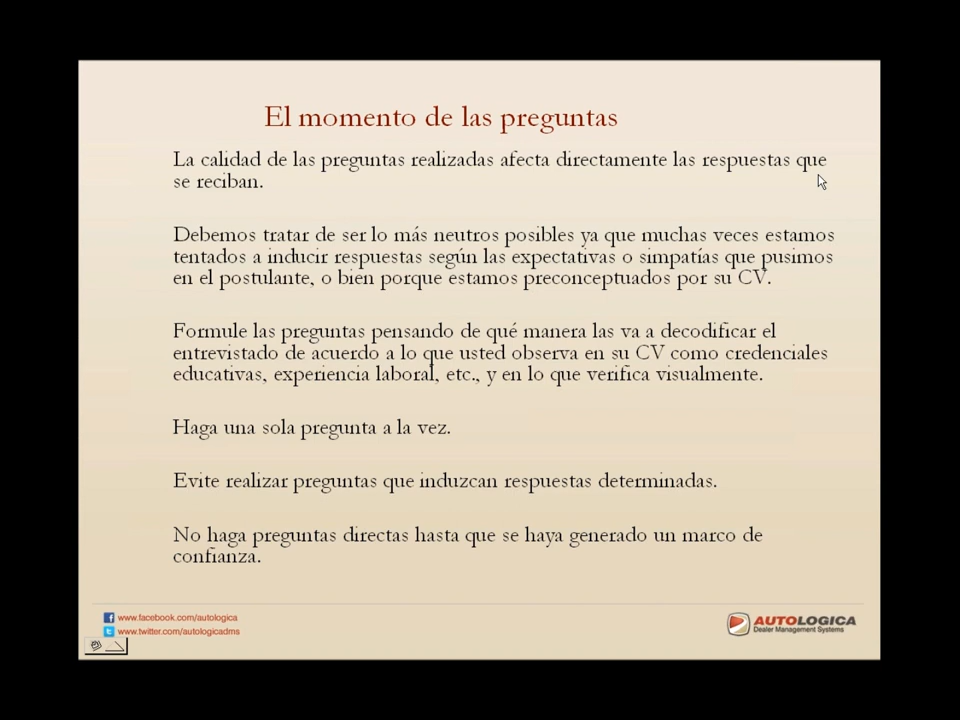 El momento de las preguntas
La calidad de las preguntas realizadas afecta directamente las respuestas que
se reciban.
Debemos tratar de ser lo más neutros posibles ya que muchas veces estamos
tentados a inducir respuestas según las expectativas o simpatías que pusimos
en el postulante, o bien porque estamos preconceptuados por su CV.
Formule las preguntas pensando de qué manera las va a decodificar el
entrevistado de acuerdo a lo que usted observa en su CV como credenciales
educativas, experiencia laboral, etc., y en lo que verifica visualmente.
Haga una sola pregunta a la vez.
Evite realizar preguntas que induzcan respuestas determinadas.
No haga preguntas directas hasta que se haya generado un marco de
confianza.
www.facebook.com/autologica
www.twitter.com/autologicadms
AUTOLOGICA
Dealer Management Systems